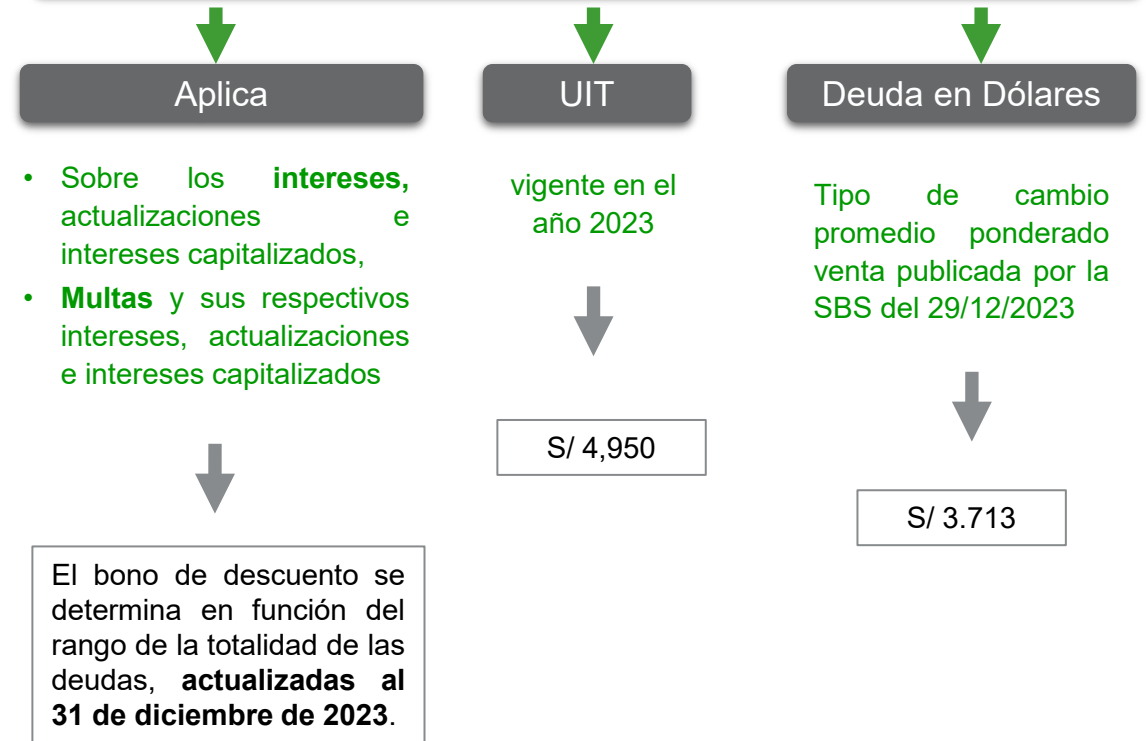 Aplica
• Sobre los intereses,
actualizaciones e
intereses capitalizados,
• Multas y sus respectivos
intereses, actualizaciones
e intereses capitalizados
El bono de descuento se
determina en función del
rango de la totalidad de las
deudas, actualizadas al
31 de diciembre de 2023.
UIT
vigente en el
año 2023
S/ 4,950
Deuda en Dólares
Tipo de cambio
promedio ponderado
venta publicada por la
SBS del 29/12/2023
S/ 3.713